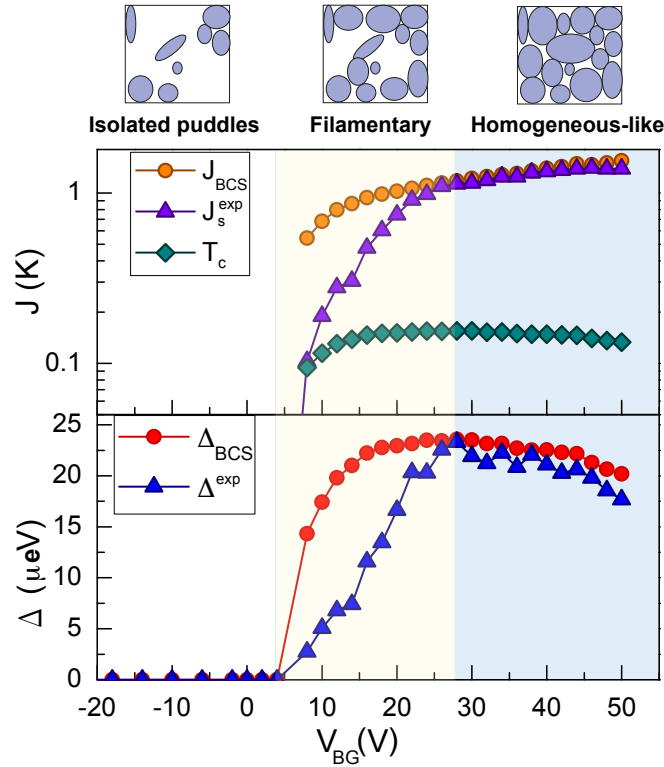 Isolated puddles Filamentary Homogeneous-like
J_BCS
J_s^exp
T_c
J (K)
1
0.1
Δ_BCS
Δ^exp
Δ (μeV)
25
20
15
10
5
0
-20 -10 0 10 20 30 40 50
V_BG(V)